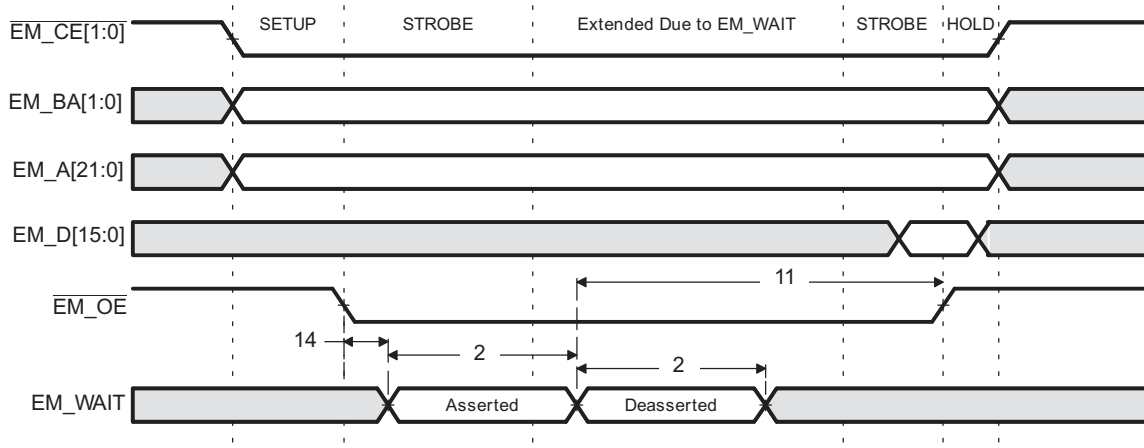 EM_CE[1:0] SETUP STROBE Extended Due to EM_WAIT STROBE HOLD
EM_BA[1:0]
EM_A[21:0]
EM_D[15:0]
11
EM_OE
14 2 2
EM_WAIT Asserted Deasserted